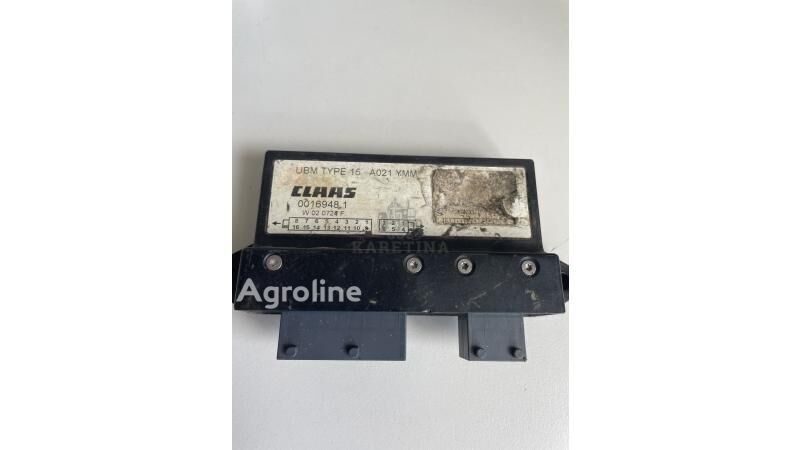 UBM TYPE 15 A021 YMM
CLAAS
0016948.1
W 02 0724 F
8 7 6 5 4 3 2 1
16 15 14 13 12 11 10 9
KARETINA
Agroline